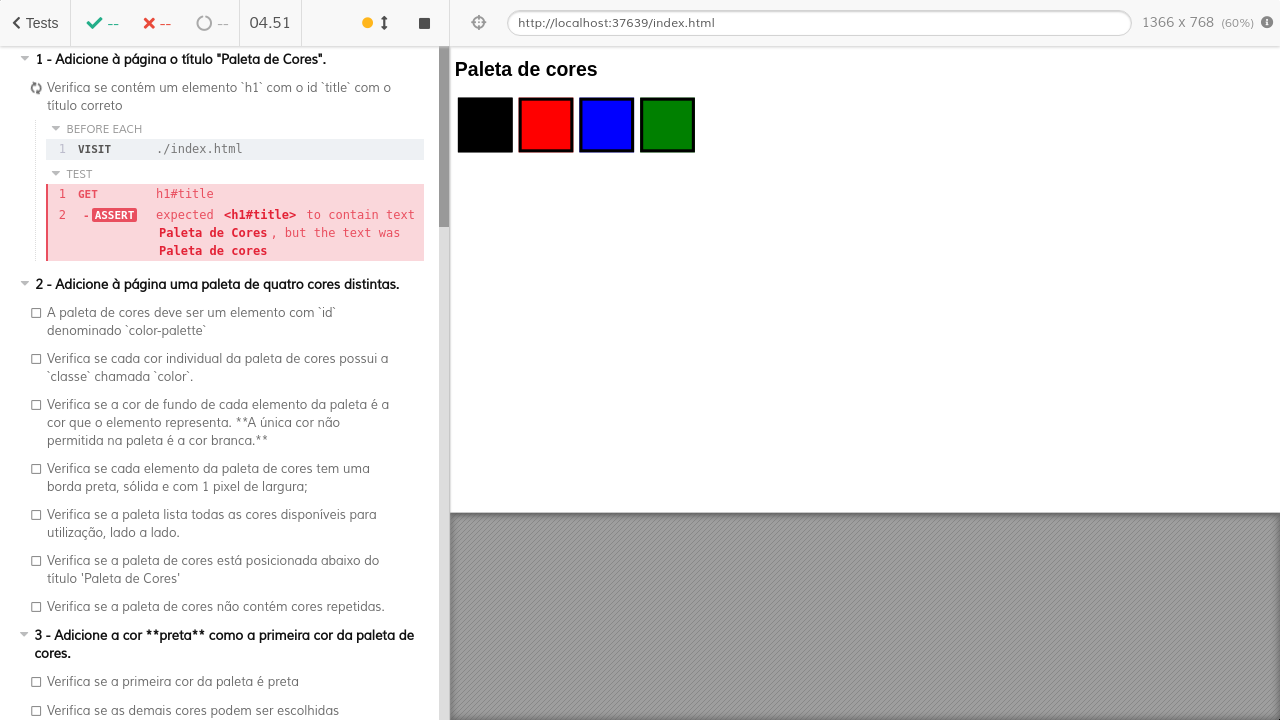 Tests -- -- -- 04.51 http://localhost:37639/index.html 1366 x 768 (60%)
1 - Adicione à página o título "Paleta de Cores".
Verifica se contém um elemento `h1` com o id `title` com o
título correto
BEFORE EACH
1 VISIT ./index.html
TEST
1 GET h1#title
2 - ASSERT expected <h1#title> to contain text
Paleta de Cores , but the text was
Paleta de cores
2 - Adicione à página uma paleta de quatro cores distintas.
A paleta de cores deve ser um elemento com `id`
denominado `color-palette`
Verifica se cada cor individual da paleta de cores possui a
`classe` chamada `color`.
Verifica se a cor de fundo de cada elemento da paleta é a
cor que o elemento representa. **A única cor não
permitida na paleta é a cor branca.**
Verifica se cada elemento da paleta de cores tem uma
borda preta, sólida e com 1 pixel de largura;
Verifica se a paleta lista todas as cores disponíveis para
utilização, lado a lado.
Verifica se a paleta de cores está posicionada abaixo do
título 'Paleta de Cores'
Verifica se a paleta de cores não contém cores repetidas.
3 - Adicione a cor **preta** como a primeira cor da paleta de
cores.
Verifica se a primeira cor da paleta é preta
Verifica se as demais cores podem ser escolhidas
Paleta de cores